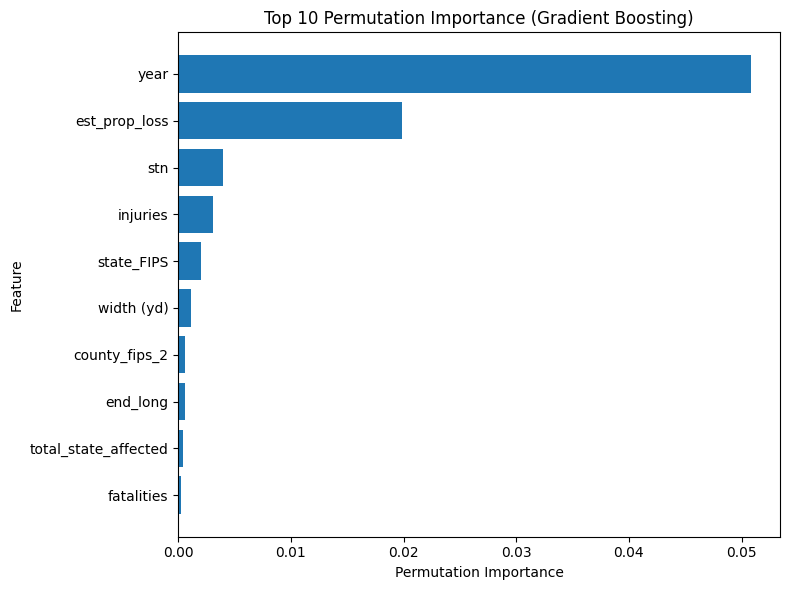 Top 10 Permutation Importance (Gradient Boosting)
Feature
year
est_prop_loss
stn
injuries
state_FIPS
width (yd)
county_fips_2
end_long
total_state_affected
fatalities
0.00 0.01 0.02 0.03 0.04 0.05
Permutation Importance